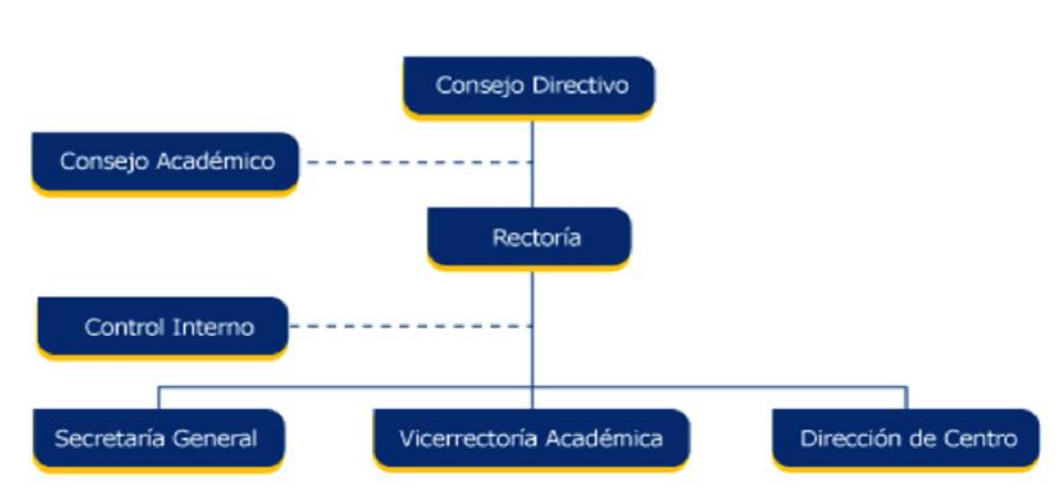 Consejo Directivo
Consejo Académico
Rectoría
Control Interno
Secretaría General
Vicerrectoría Académica
Dirección de Centro